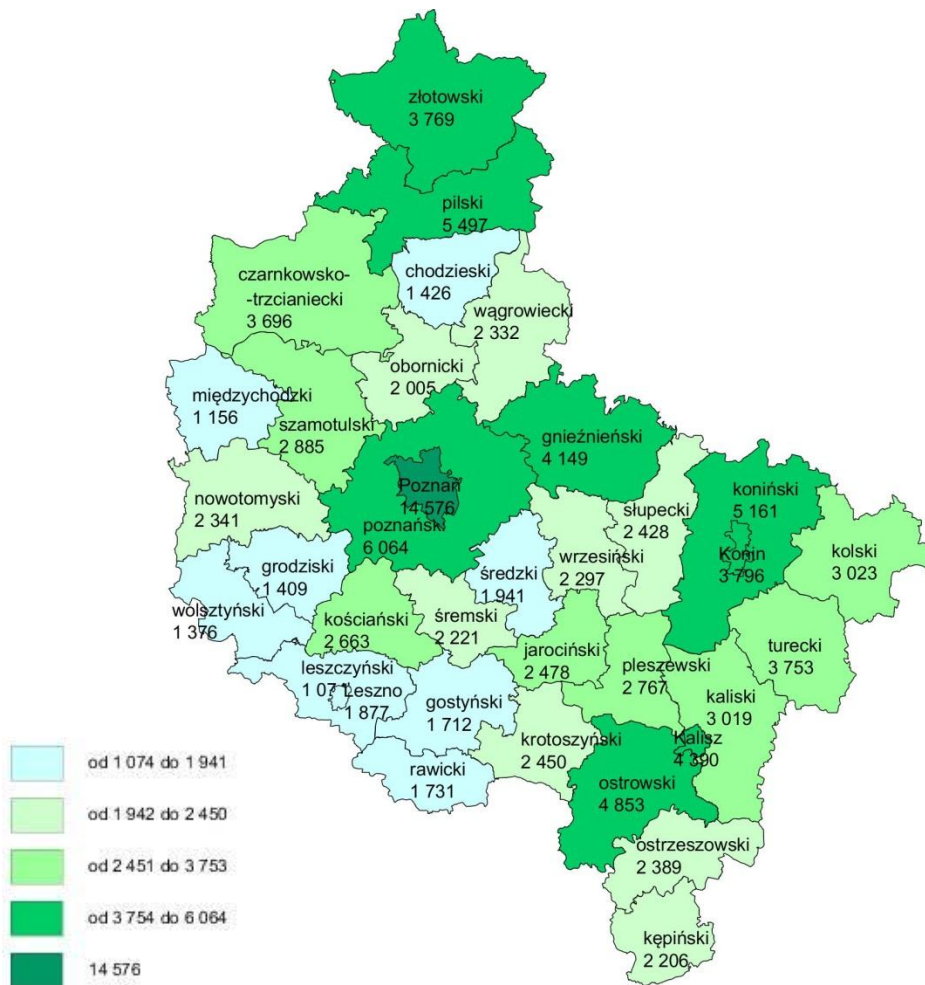 złotowski
3 769
pilski
5 497
chodzieski
1 426
czarnkowsko-
-trzcianiecki
3 696
wągrowiecki
2 332
obornicki
2 005
międzychodzki
1 156
szamotulski
2 885
gnieźnieński
4 149
Poznań
14 576
poznański
6 064
nowotomyski
2 341
słupecki
2 428
koniński
5 161
Konin
3 796
kolski
3 023
wrzesiński
2 297
średzki
1 941
grodziski
1 409
wolsztyński
1 376
kościański
2 663
śremski
2 221
jarociński
2 478
pleszewski
2 767
turecki
3 753
kaliski
3 019
leszczyński
1 074
Leszno
1 877
gostyński
1 712
krotoszyński
2 450
Kalisz
4 390
rawicki
1 731
ostrowski
4 853
ostrzeszowski
2 389
kępiński
2 206
od 1 074 do 1 941
od 1 942 do 2 450
od 2 451 do 3 753
od 3 754 do 6 064
14 576